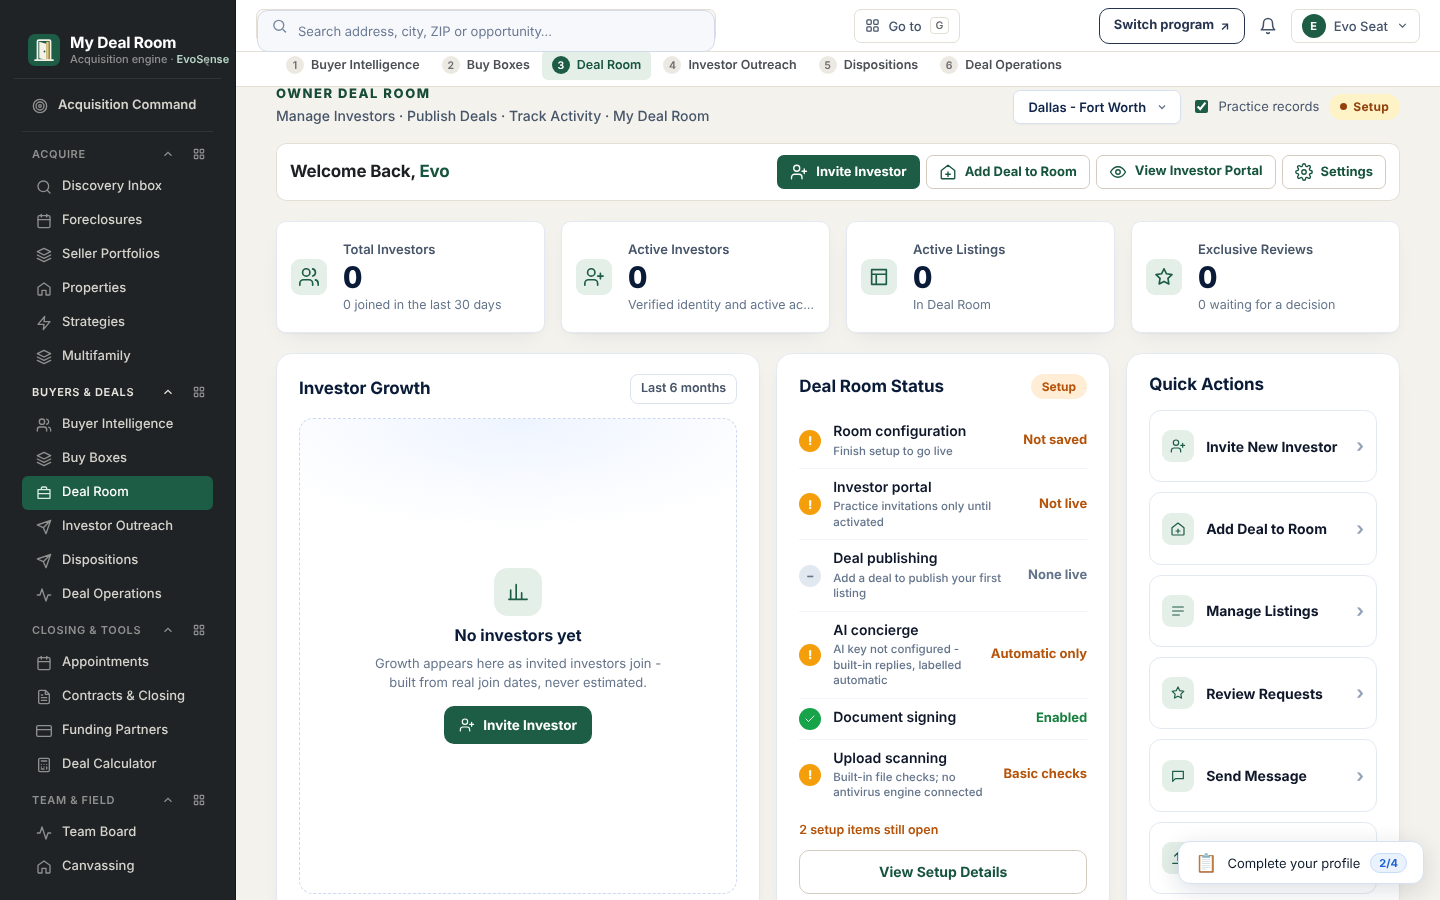 My Deal Room
Acquisition engine · EvoSense
Acquisition Command
ACQUIRE
Discovery Inbox
Foreclosures
Seller Portfolios
Properties
Strategies
Multifamily
BUYERS & DEALS
Buyer Intelligence
Buy Boxes
Deal Room
Investor Outreach
Dispositions
Deal Operations
CLOSING & TOOLS
Appointments
Contracts & Closing
Funding Partners
Deal Calculator
TEAM & FIELD
Team Board
Canvassing
Search address, city, ZIP or opportunity...
Go to G
Switch program ↗
E Evo Seat
1 Buyer Intelligence
2 Buy Boxes
3 Deal Room
4 Investor Outreach
5 Dispositions
6 Deal Operations
OWNER DEAL ROOM
Manage Investors · Publish Deals · Track Activity · My Deal Room
Dallas - Fort Worth
Practice records
Setup
Welcome Back, Evo
Invite Investor
Add Deal to Room
View Investor Portal
Settings
Total Investors
0
0 joined in the last 30 days
Active Investors
0
Verified identity and active ac...
Active Listings
0
In Deal Room
Exclusive Reviews
0
0 waiting for a decision
Investor Growth
Last 6 months
No investors yet
Growth appears here as invited investors join -
built from real join dates, never estimated.
Invite Investor
Deal Room Status
Setup
Room configuration
Finish setup to go live
Not saved
Investor portal
Practice invitations only until
activated
Not live
Deal publishing
Add a deal to publish your first
listing
None live
AI concierge
AI key not configured -
built-in replies, labelled
automatic
Automatic only
Document signing
Enabled
Upload scanning
Built-in file checks; no
antivirus engine connected
Basic checks
2 setup items still open
View Setup Details
Quick Actions
Invite New Investor
Add Deal to Room
Manage Listings
Review Requests
Send Message
Complete your profile 2/4